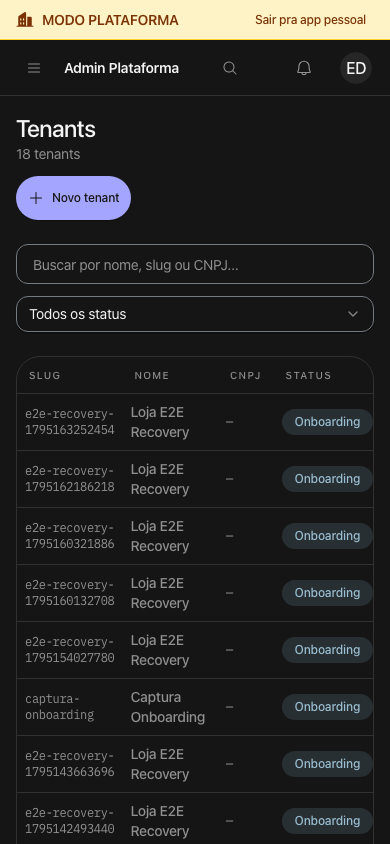 MODO PLATAFORMA
Sair pra app pessoal
Admin Plataforma
ED
Tenants
18 tenants
Novo tenant
Buscar por nome, slug ou CNPJ...
Todos os status
SLUG NOME CNPJ STATUS
e2e-recovery-1795163252454 Loja E2E Recovery — Onboarding
e2e-recovery-1795162186218 Loja E2E Recovery — Onboarding
e2e-recovery-1795160321886 Loja E2E Recovery — Onboarding
e2e-recovery-1795160132708 Loja E2E Recovery — Onboarding
e2e-recovery-1795154027780 Loja E2E Recovery — Onboarding
captura-onboarding Captura Onboarding — Onboarding
e2e-recovery-1795143663696 Loja E2E Recovery — Onboarding
e2e-recovery-1795142493440 Loja E2E Recovery — Onboarding